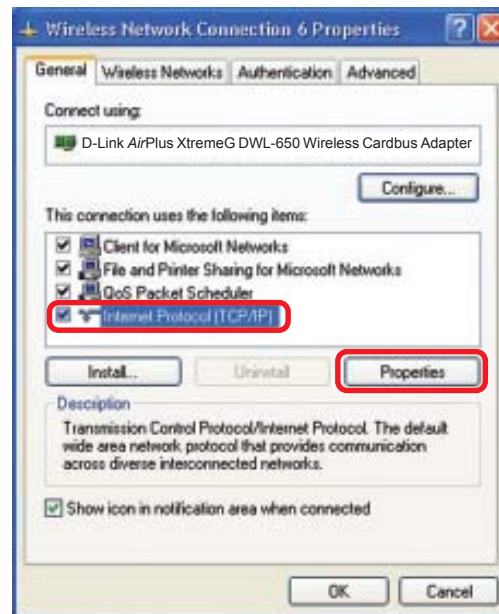 Wireless Network Connection 6 Properties
General Wireless Networks Authentication Advanced
Connect using:
D-Link AirPlus XtremeG DWL-650 Wireless Cardbus Adapter
Configure...
This connection uses the following items:
Client for Microsoft Networks
File and Printer Sharing for Microsoft Networks
QoS Packet Scheduler
Internet Protocol (TCP/IP)
Install... Uninstall Properties
Description
Transmission Control Protocol/Internet Protocol. The default
wide area network protocol that provides communication
across diverse interconnected networks.
Show icon in notification area when connected
OK Cancel